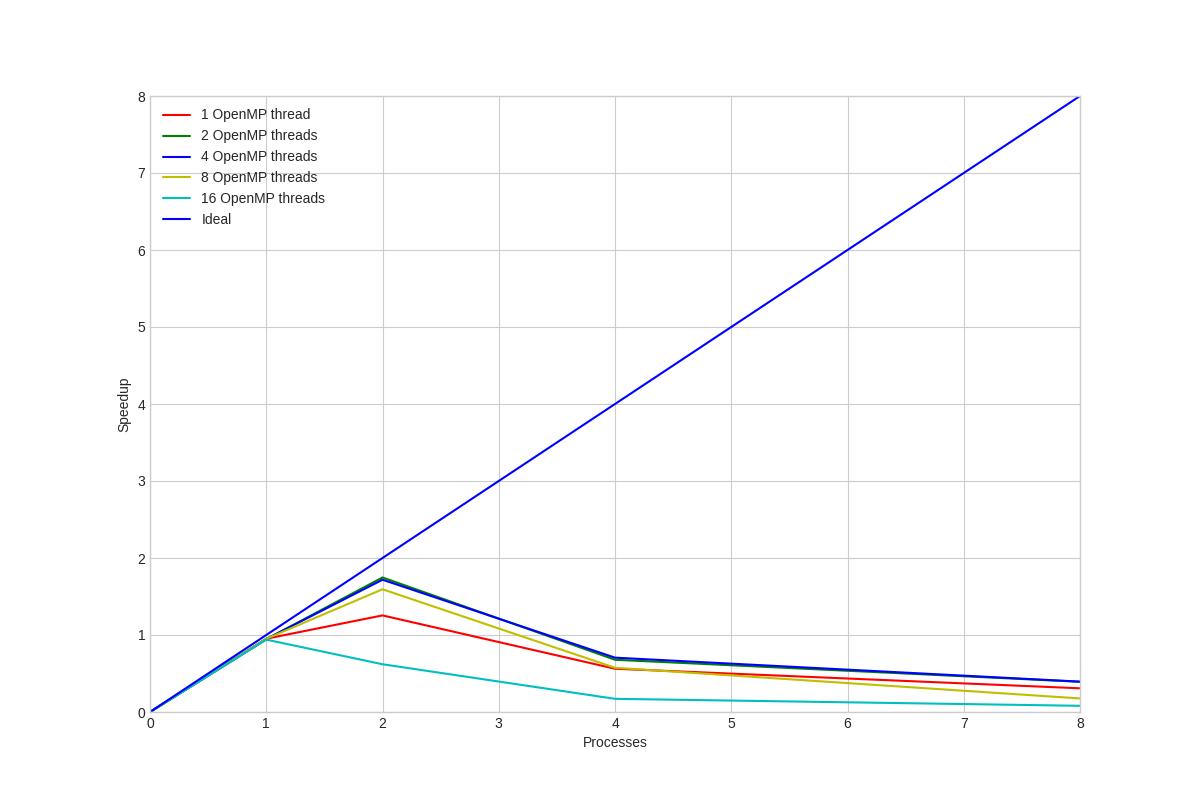 8
7
6
5
4
3
2
1
0
Speedup
1 OpenMP thread
2 OpenMP threads
4 OpenMP threads
8 OpenMP threads
16 OpenMP threads
Ideal
0 1 2 3 4 5 6 7 8
Processes